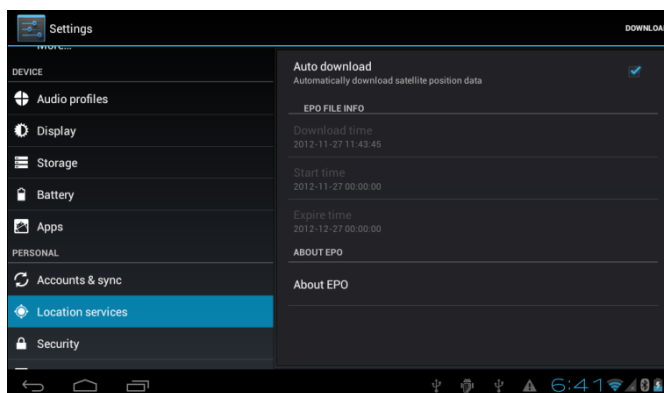 Settings
DOWNLOA
More...
DEVICE
Audio profiles
Display
Storage
Battery
Apps
PERSONAL
Accounts & sync
Location services
Security
Auto download
Automatically download satellite position data
EPO FILE INFO
Download time
2012-11-27 11:43:45
Start time
2012-11-27 00:00:00
Expire time
2012-12-27 00:00:00
ABOUT EPO
About EPO
6:41